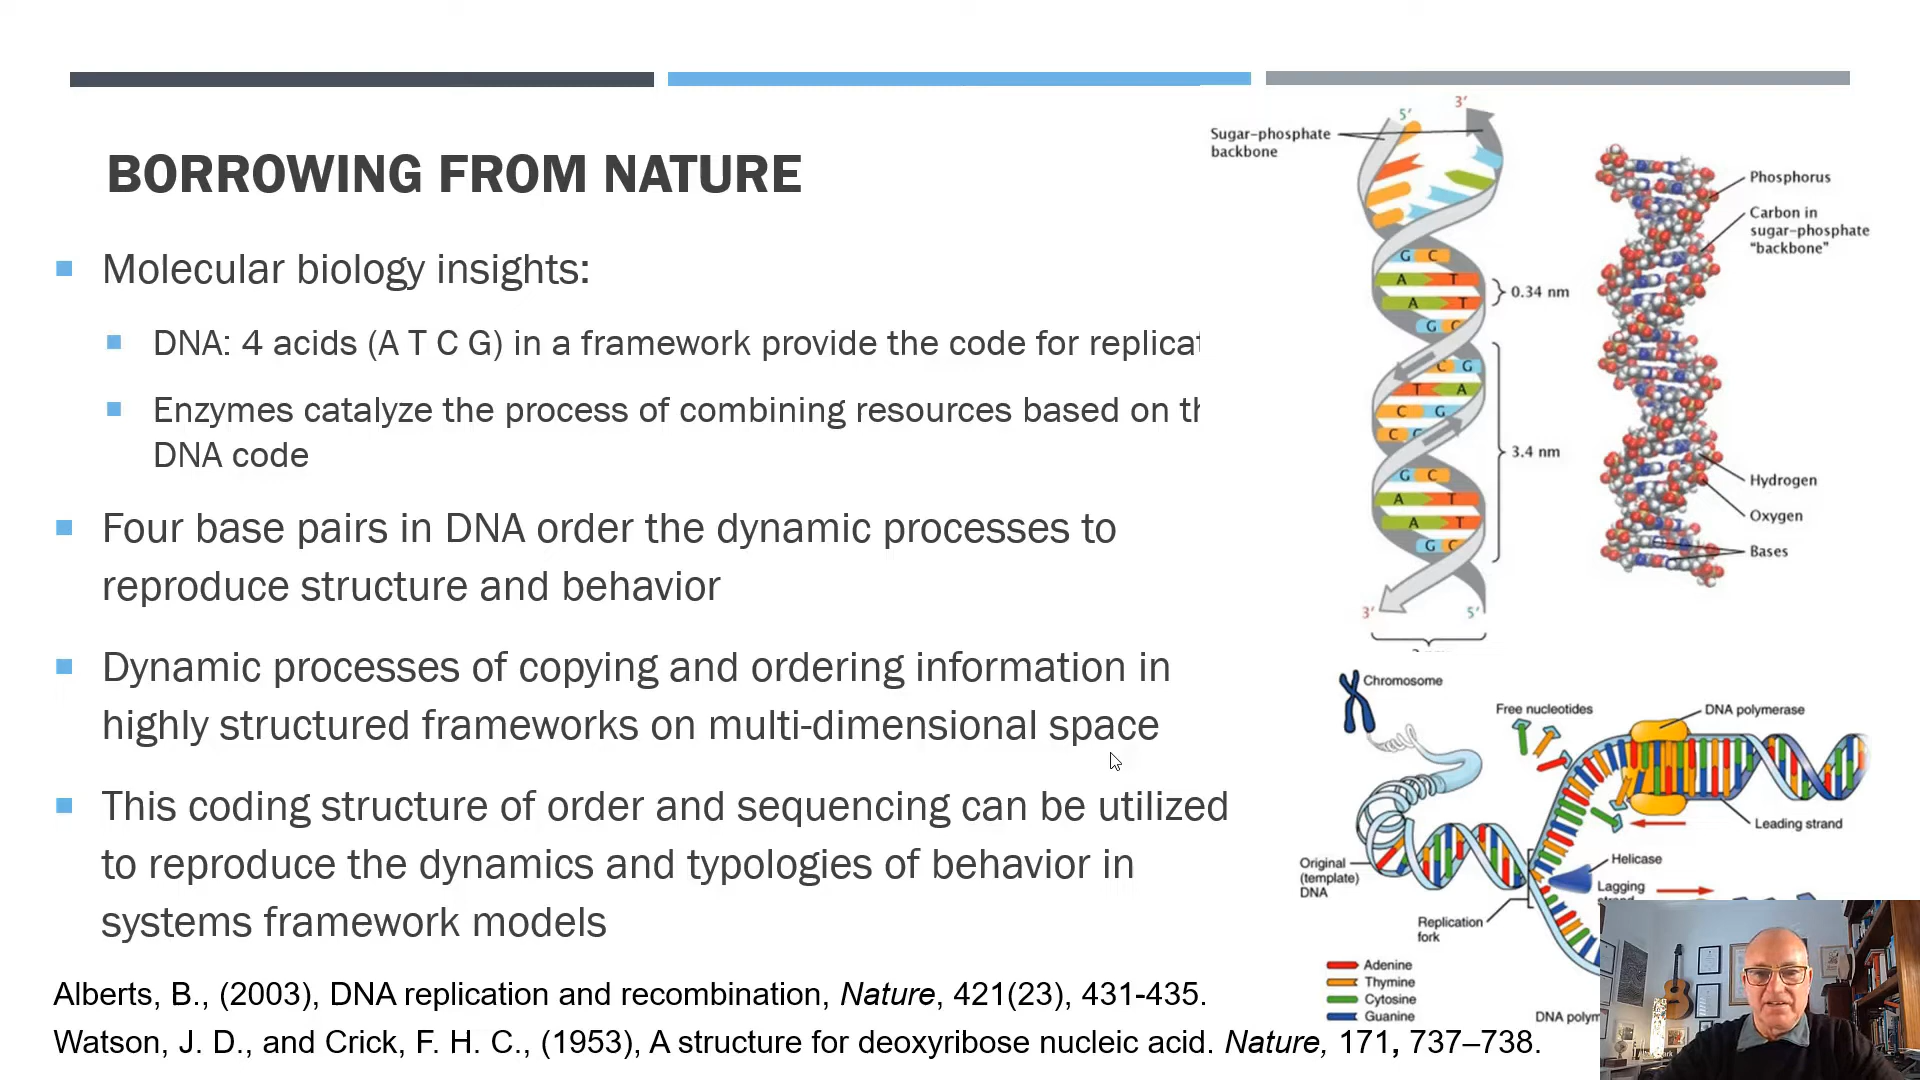 BORROWING FROM NATURE
Molecular biology insights:
DNA: 4 acids (A T C G) in a framework provide the code for replicat
Enzymes catalyze the process of combining resources based on th
DNA code
Four base pairs in DNA order the dynamic processes to
reproduce structure and behavior
Dynamic processes of copying and ordering information in
highly structured frameworks on multi-dimensional space
This coding structure of order and sequencing can be utilized
to reproduce the dynamics and typologies of behavior in
systems framework models
Alberts, B., (2003), DNA replication and recombination, Nature, 421(23), 431-435.
Watson, J. D., and Crick, F. H. C., (1953), A structure for deoxyribose nucleic acid. Nature, 171, 737–738.
5′ 3′
Sugar-phosphate
backbone
G C
A T
A T
G C
C G
T A
C G
C
G C
A T
A T
G C
3′ 5′
0.34 nm
3.4 nm
Phosphorus
Carbon in
sugar-phosphate
"backbone"
Hydrogen
Oxygen
Bases
Chromosome
Free nucleotides
DNA polymerase
Leading strand
Helicase
Lagging
Original
(template)
DNA
Replication
fork
Adenine
Thymine
Cytosine
Guanine
DNA polym